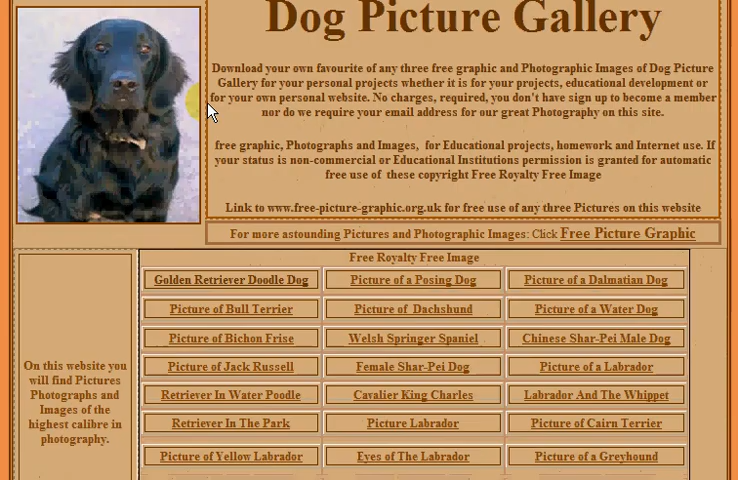 Dog Picture Gallery
Download your own favourite of any three free graphic and Photographic Images of Dog Picture
Gallery for your personal projects whether it is for your projects, educational development or
for your own personal website. No charges, required, you don't have sign up to become a member
nor do we require your email address for our great Photography on this site.
free graphic, Photographs and Images, for Educational projects, homework and Internet use. If
your status is non-commercial or Educational Institutions permission is granted for automatic
free use of these copyright Free Royalty Free Image
Link to www.free-picture-graphic.org.uk for free use of any three Pictures on this website
For more astounding Pictures and Photographic Images: Click Free Picture Graphic
Free Royalty Free Image
Golden Retriever Doodle Dog Picture of a Posing Dog Picture of a Dalmatian Dog
Picture of Bull Terrier Picture of Dachshund Picture of a Water Dog
Picture of Bichon Frise Welsh Springer Spaniel Chinese Shar-Pei Male Dog
Picture of Jack Russell Female Shar-Pei Dog Picture of a Labrador
Retriever In Water Poodle Cavalier King Charles Labrador And The Whippet
Retriever In The Park Picture Labrador Picture of Cairn Terrier
Picture of Yellow Labrador Eyes of The Labrador Picture of a Greyhound
On this website you
will find Pictures
Photographs and
Images of the
highest calibre in
photography.